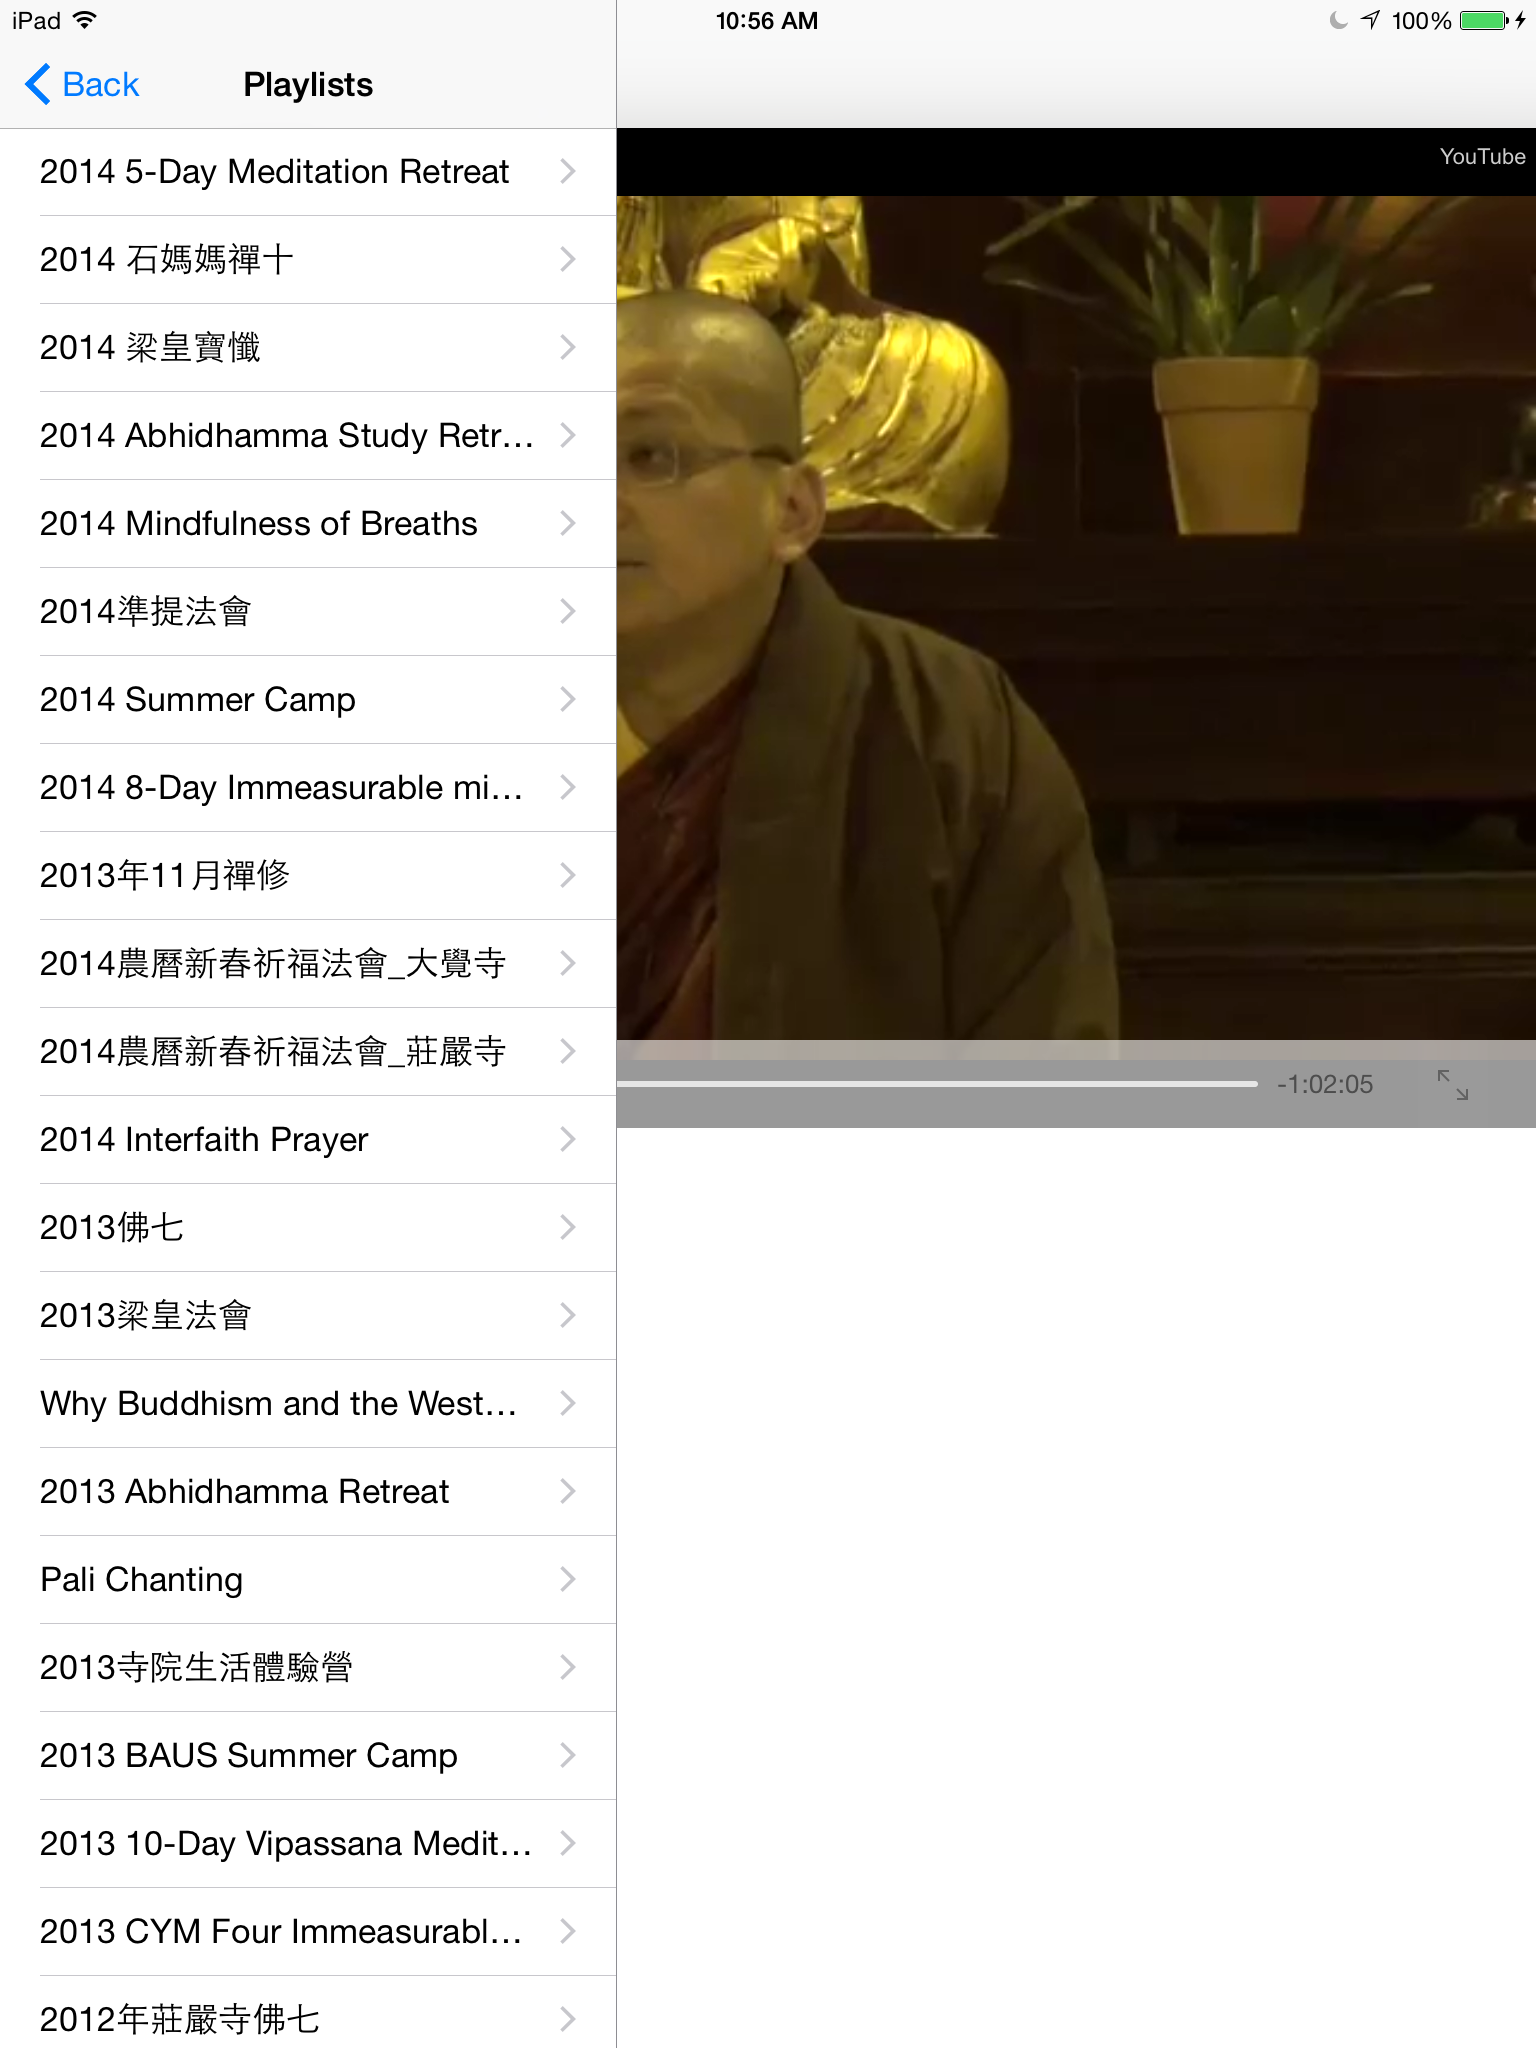 iPad 10:56 AM 100%
Back Playlists
YouTube
2014 5-Day Meditation Retreat
2014 石媽媽禪十
2014 梁皇寶懺
2014 Abhidhamma Study Retr...
2014 Mindfulness of Breaths
2014準提法會
2014 Summer Camp
2014 8-Day Immeasurable mi...
2013年11月禪修
2014農曆新春祈福法會_大覺寺
2014農曆新春祈福法會_莊嚴寺
-1:02:05
2014 Interfaith Prayer
2013佛七
2013梁皇法會
Why Buddhism and the West...
2013 Abhidhamma Retreat
Pali Chanting
2013寺院生活體驗營
2013 BAUS Summer Camp
2013 10-Day Vipassana Medit...
2013 CYM Four Immeasurabl...
2012年莊嚴寺佛七